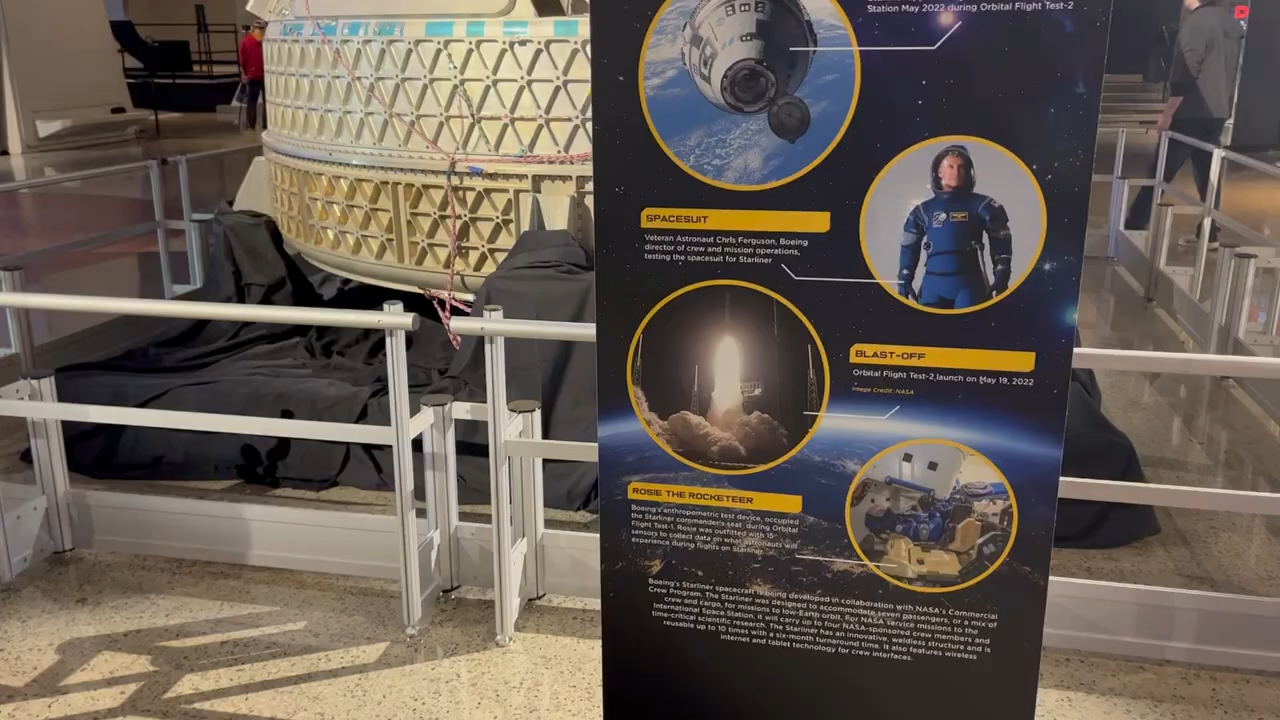 Station May 2022 during Orbital Flight Test-2
SPACESUIT
Veteran Astronaut Chris Ferguson, Boeing
director of crew and mission operations,
testing the spacesuit for Starliner
BLAST-OFF
Orbital Flight Test-2 launch on May 19, 2022
Image Credit: NASA
ROSIE THE ROCKETEER
Boeing's anthropometric test device, occupied
the Starliner commander's seat during Orbital
Flight Test-1. Rosie was outfitted with 15
sensors to collect data on what astronauts will
experience during flights on Starliner
Boeing's Starliner spacecraft is being developed in collaboration with NASA's Commercial
Crew Program. The Starliner was designed to accommodate seven passengers, or a mix of
crew and cargo, for missions to low-Earth orbit. For NASA service missions to the
International Space Station, it will carry up to four NASA-sponsored crew members and
time-critical scientific research. The Starliner has an innovative, weldless structure and is
reusable up to 10 times with a six-month turnaround time. It also features wireless
internet and tablet technology for crew interfaces.